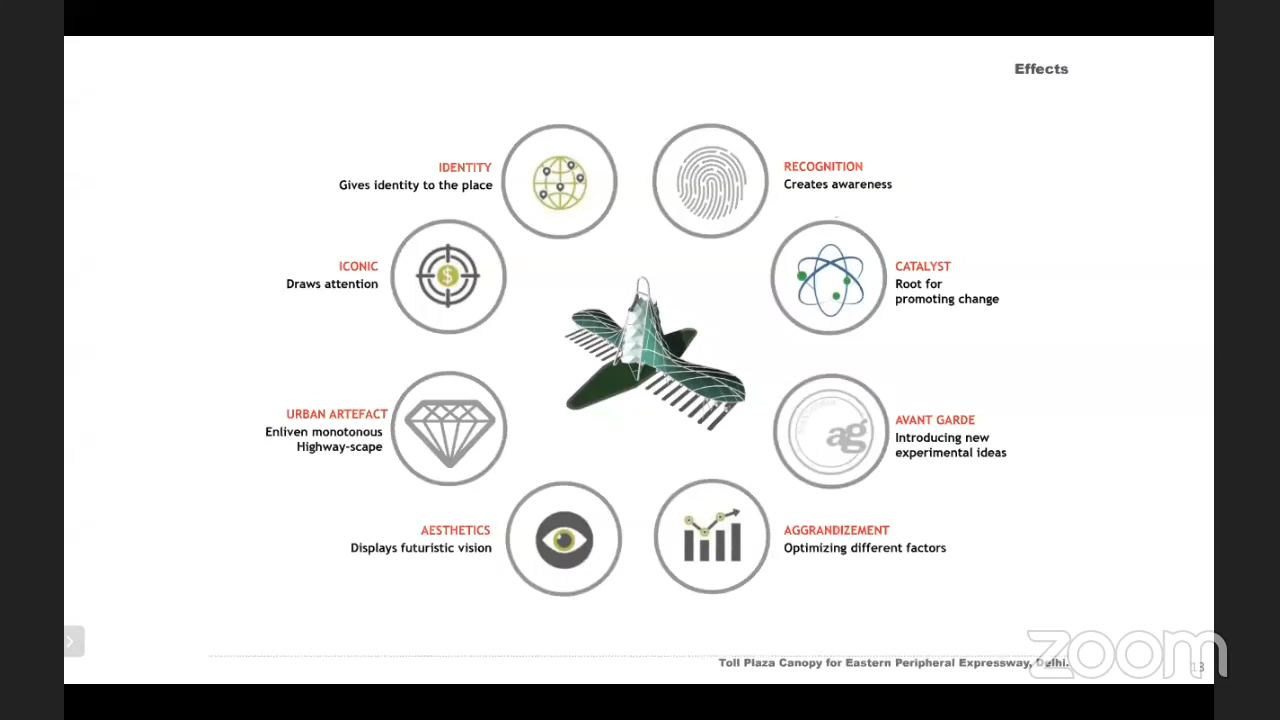 Effects
IDENTITY
Gives identity to the place
RECOGNITION
Creates awareness
ICONIC
Draws attention
$
CATALYST
Root for
promoting change
URBAN ARTEFACT
Enliven monotonous
Highway-scape
ag
AVANT GARDE
Introducing new
experimental ideas
AESTHETICS
Displays futuristic vision
AGGRANDIZEMENT
Optimizing different factors
Toll Plaza Canopy for Eastern Peripheral Expressway, Delhi.
13
zoom